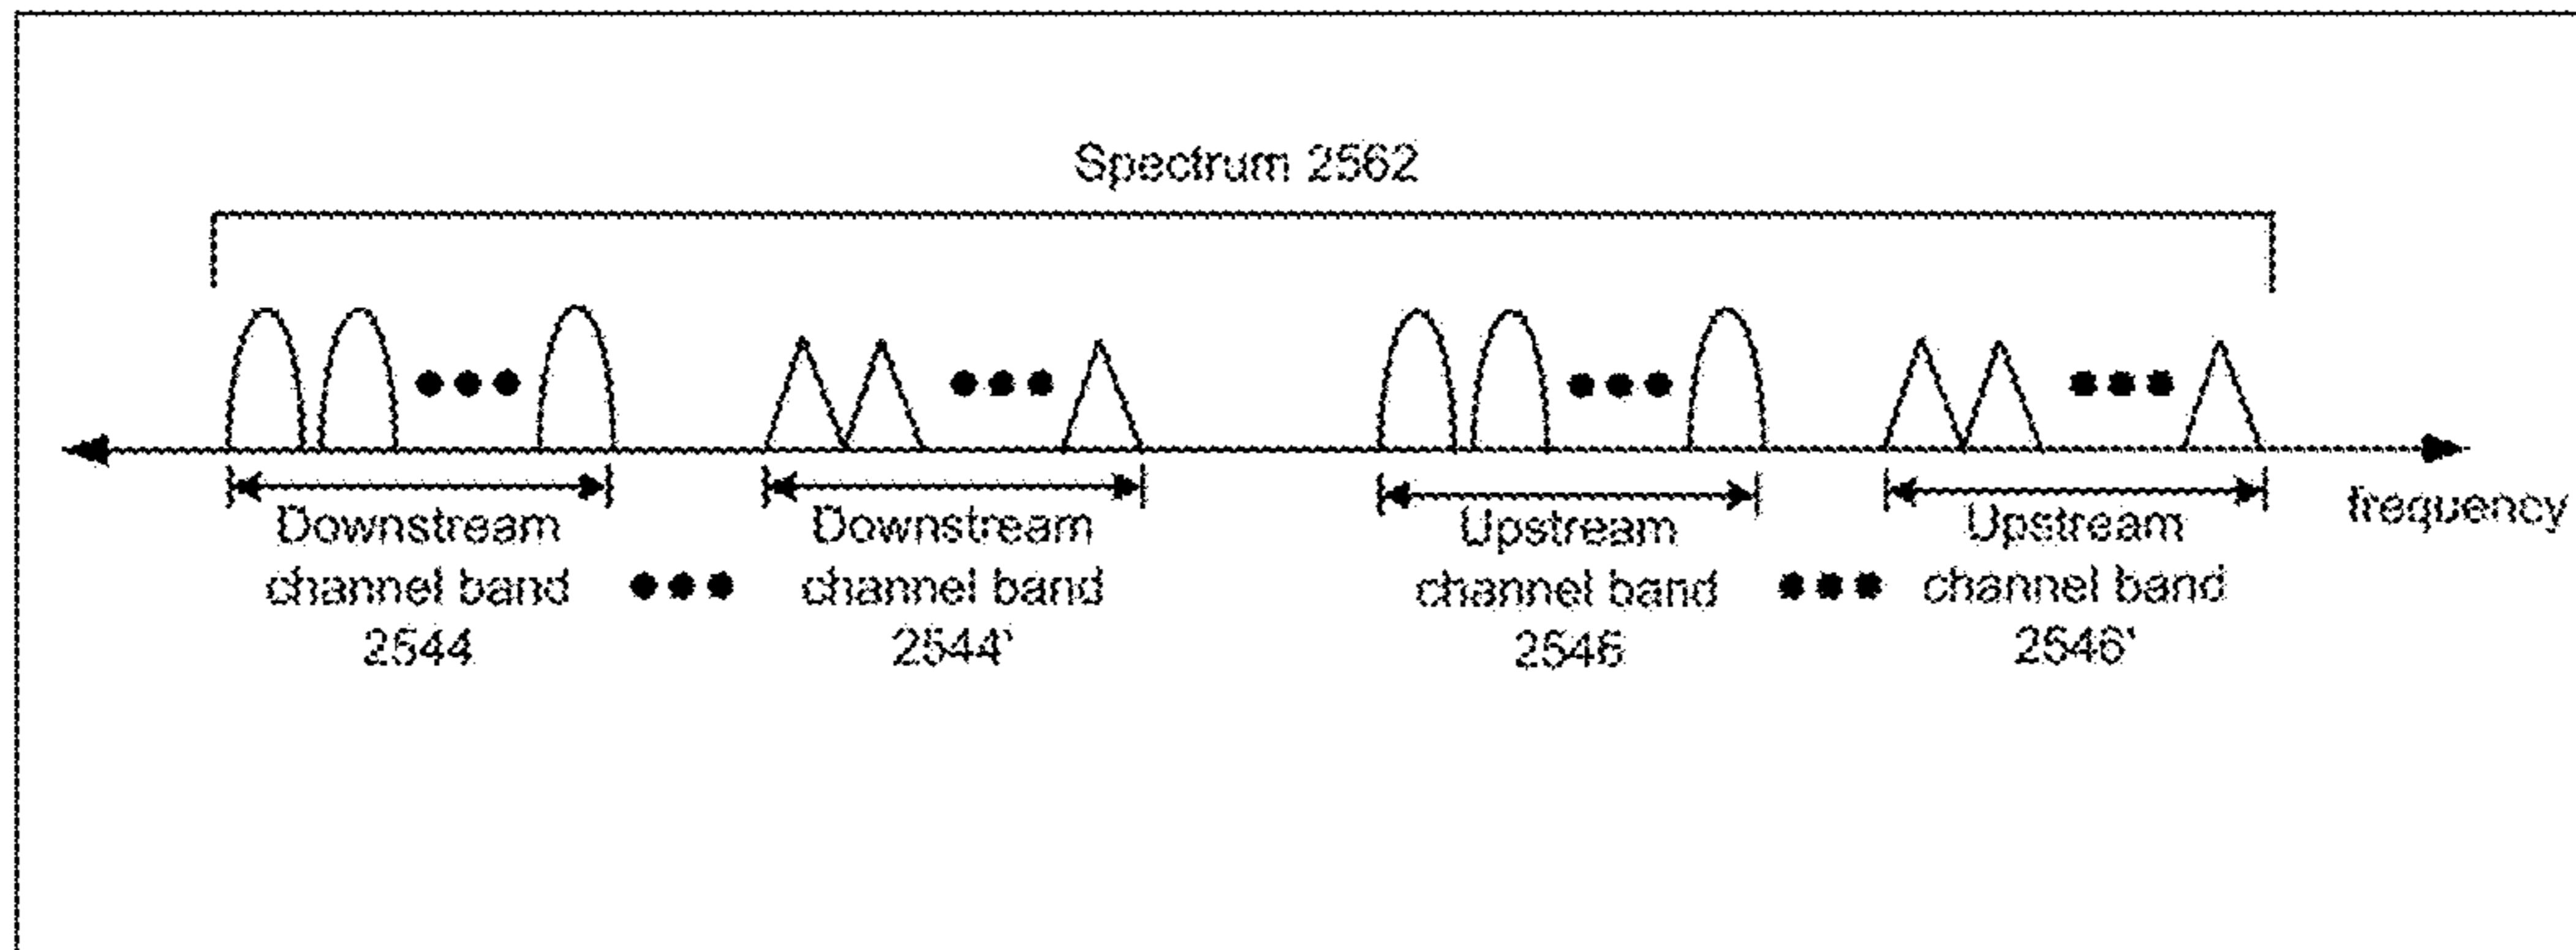 Spectrum 2562
frequency
Downstream
channel band
2544
Downstream
channel band
2544'
Upstream
channel band
2546
Upstream
channel band
2546'